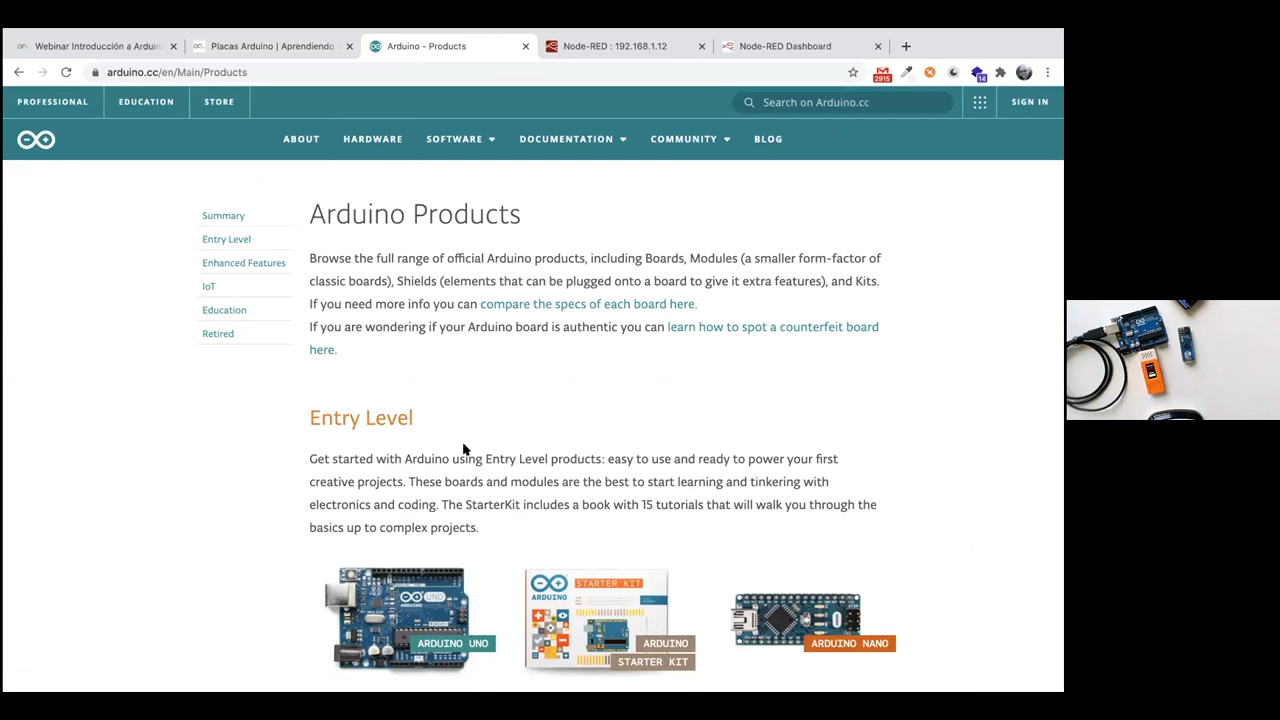 Webinar Introducción a Arduin
Placas Arduino | Aprendiendo
Arduino - Products
Node-RED : 192.168.1.12
Node-RED Dashboard
arduino.cc/en/Main/Products
2915
14
PROFESSIONAL
EDUCATION
STORE
Search on Arduino.cc
SIGN IN
ABOUT
HARDWARE
SOFTWARE
DOCUMENTATION
COMMUNITY
BLOG
Summary
Entry Level
Enhanced Features
IoT
Education
Retired
Arduino Products
Browse the full range of official Arduino products, including Boards, Modules (a smaller form-factor of
classic boards), Shields (elements that can be plugged onto a board to give it extra features), and Kits.
If you need more info you can compare the specs of each board here.
If you are wondering if your Arduino board is authentic you can learn how to spot a counterfeit board
here.
Entry Level
Get started with Arduino using Entry Level products: easy to use and ready to power your first
creative projects. These boards and modules are the best to start learning and tinkering with
electronics and coding. The StarterKit includes a book with 15 tutorials that will walk you through the
basics up to complex projects.
UNO
ARDUINO UNO
ARDUINO
STARTER KIT
ARDUINO
STARTER KIT
ARDUINO NANO